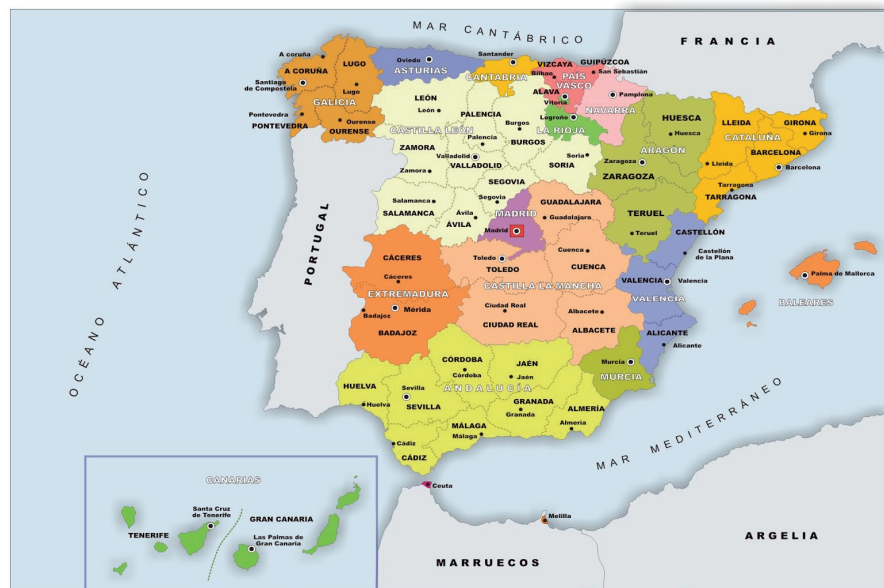 MAR CANTÁBRICO
FRANCIA
A coruña
LUGO
Oviedo
ASTURIAS
Santander
CANTABRIA
VIZCAYA
GUIPÚZCOA
Bilbao
San Sebastián
PAÍS
VASCO
A CORUÑA
Santiago
de Compostela
Lugo
GALICIA
LEÓN
León
PALENCIA
ALAVA
Vitoria
Pamplona
NAVARRA
Pontevedra
PONTEVEDRA
Ourense
OURENSE
CASTILLA LEÓN
Burgos
BURGOS
Logroño
LA RIOJA
HUESCA
Huesca
LLEIDA
GIRONA
Girona
CATALUÑA
ZAMORA
Palencia
Valladolid
VALLADOLID
Soria
SORIA
ARAGÓN
Zaragoza
ZARAGOZA
Lleida
BARCELONA
Barcelona
Zamora
SEGOVIA
Tarragona
TARRAGONA
Salamanca
SALAMANCA
Ávila
ÁVILA
Segovia
MADRID
Madrid
GUADALAJARA
Guadalajara
TERUEL
Teruel
CASTELLÓN
Castellón
de la Plana
OCÉANO ATLÁNTICO
PORTUGAL
CÁCERES
Cáceres
Toledo
TOLEDO
Cuenca
CUENCA
VALENCIA
Valencia
VALENCIA
Palma de Mallorca
BALEARES
EXTREMADURA
CASTILLA LA MANCHA
Badajoz
Mérida
BADAJOZ
Ciudad Real
CIUDAD REAL
Albacete
ALBACETE
ALICANTE
Alicante
CÓRDOBA
Córdoba
JAÉN
Jaén
Murcia
MURCIA
HUELVA
Huelva
Sevilla
SEVILLA
ANDALUCÍA
GRANADA
Granada
ALMERÍA
Almería
MÁLAGA
Málaga
Cádiz
CÁDIZ
MAR MEDITERRÁNEO
CANARIAS
Santa Cruz
de Tenerife
TENERIFE
GRAN CANARIA
Las Palmas de
Gran Canaria
Ceuta
Melilla
MARRUECOS
ARGELIA